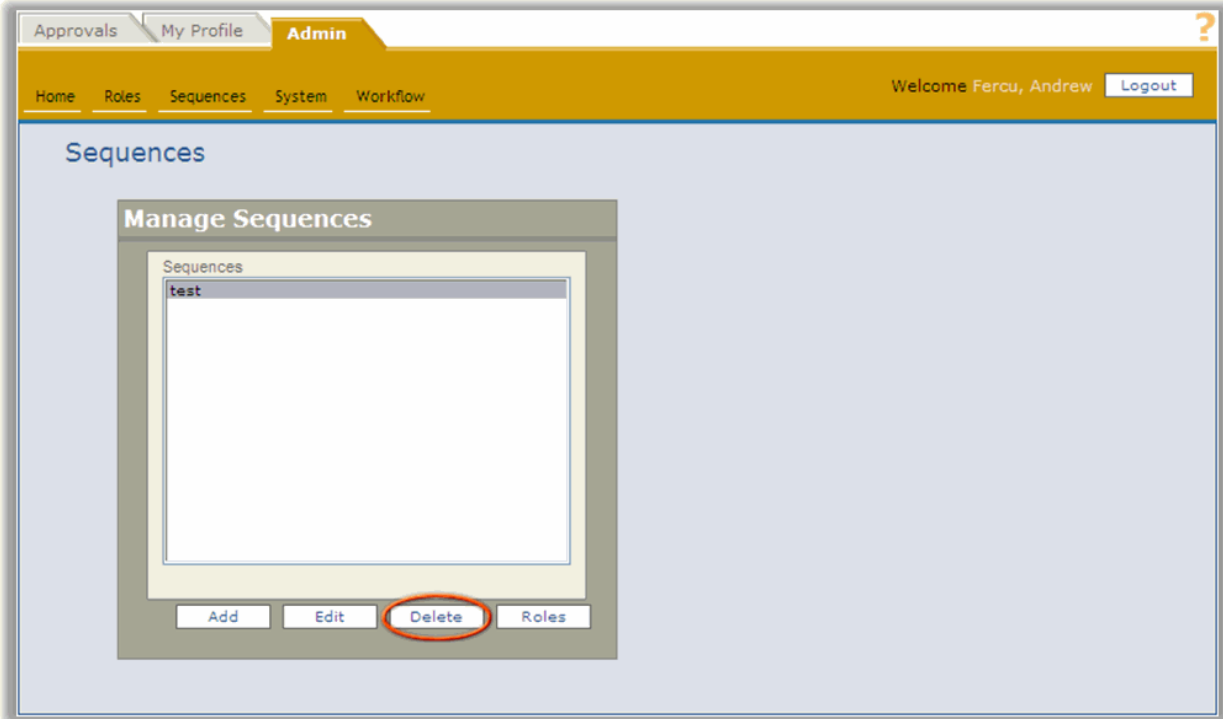 Approvals My Profile Admin ?
Home Roles Sequences System Workflow Welcome Fercu, Andrew Logout
Sequences
Manage Sequences
Sequences
test
Add Edit Delete Roles